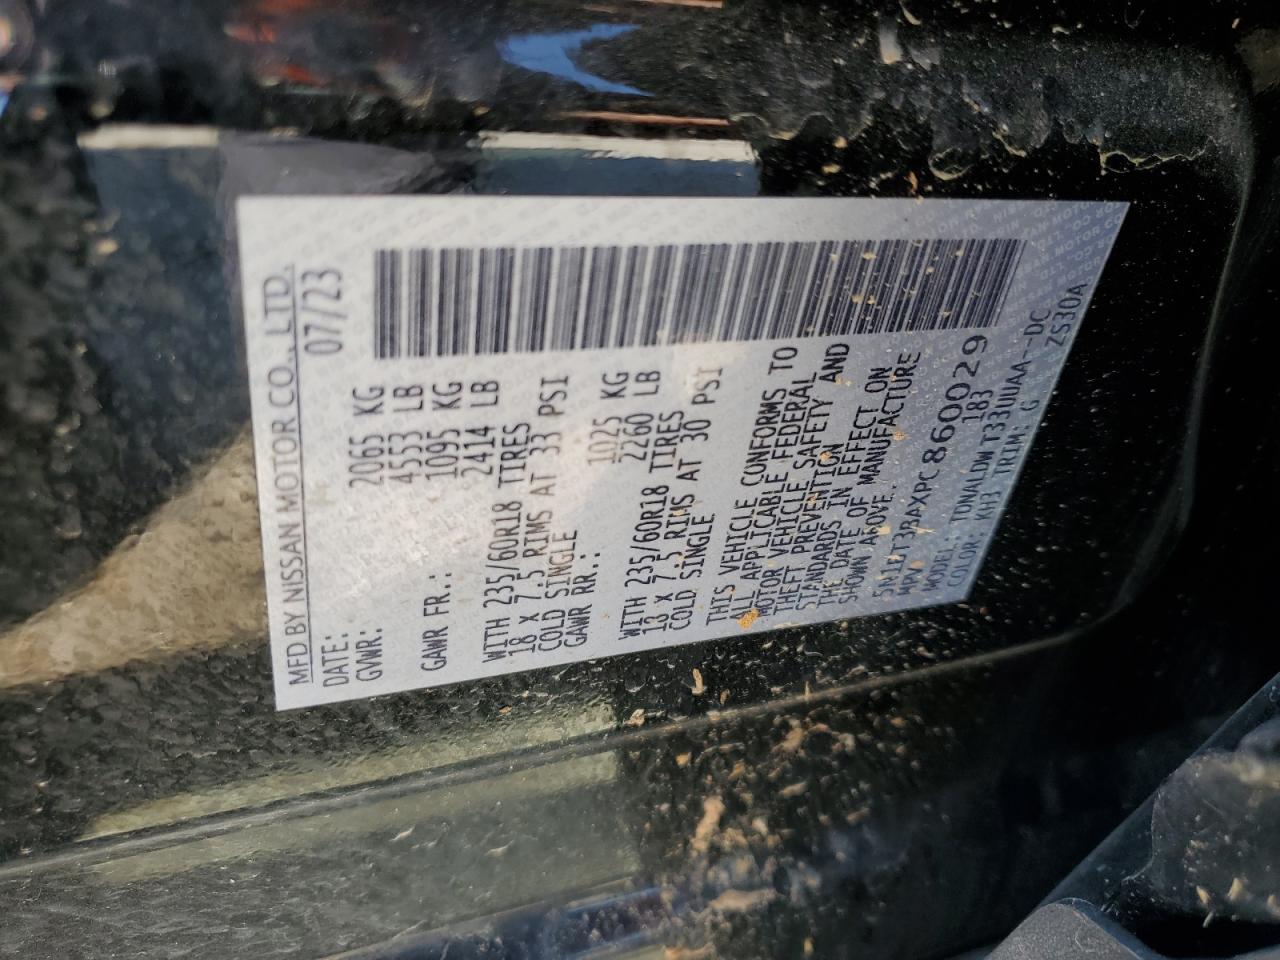 MFD BY NISSAN MOTOR CO., LTD.
DATE: 07/23
GVWR: 2065 KG
4553 LB
GAWR FR.: 1095 KG
2414 LB
WITH 235/60R18 TIRES
18 X 7.5 RIMS AT 33 PSI
COLD SINGLE
GAWR RR.: 1025 KG
2260 LB
WITH 235/60R18 TIRES
18 X 7.5 RIMS AT 30 PSI
COLD SINGLE
THIS VEHICLE CONFORMS TO
ALL APPLICABLE FEDERAL
MOTOR VEHICLE SAFETY AND
THEFT PREVENTION
STANDARDS IN EFFECT ON
THE DATE OF MANUFACTURE
SHOWN ABOVE.
860029
MPV 183
MODEL:
COLOR: KH3 TRIM: G ZS30A